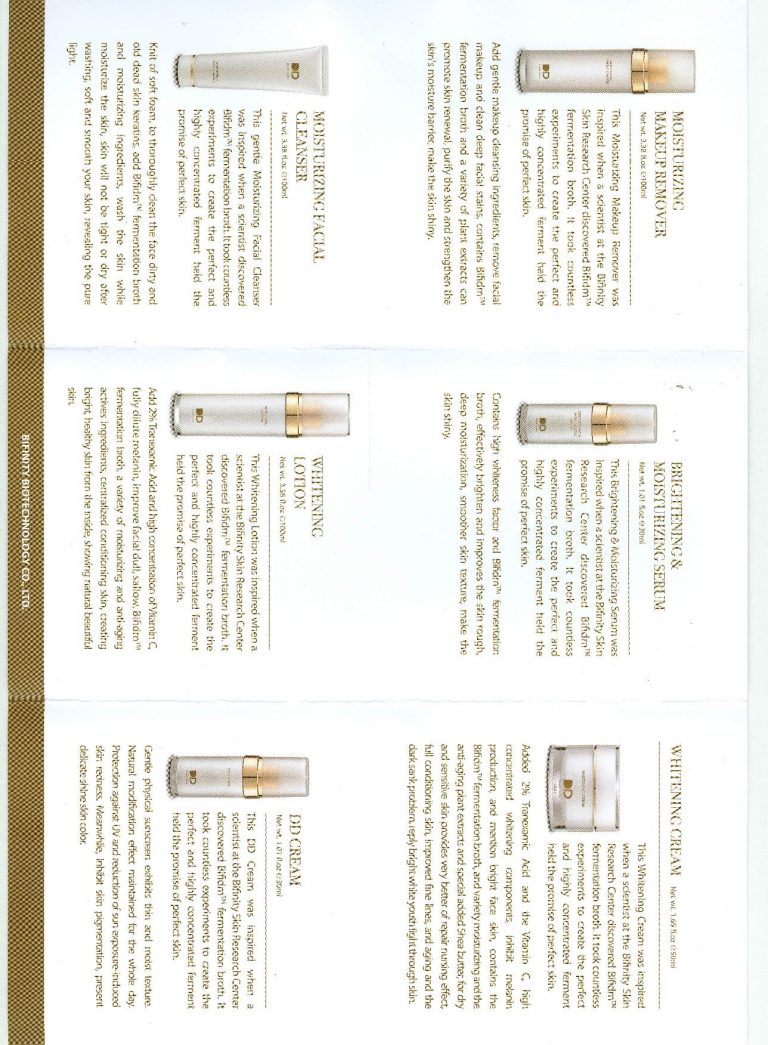 MOISTURIZING
MAKEUP REMOVER
Net wt. 3.38 fl.oz ℮100ml
This Moisturizing Makeup Remover was
inspired when a scientist at the Bifinity
Skin Research Center discovered Bifidm™
fermentation broth. It took countless
experiments to create the perfect and
highly concentrated ferment held the
promise of perfect skin.
Add gentle makeup cleansing ingredients, remove facial
makeup and clean deep facial stains, contains Bifidm™
fermentation broth and a variety of plant extracts can
promote skin renewal, purify the skin and strengthen the
skin's moisture barrier, make the skin shiny.
BRIGHTENING &
MOISTURIZING SERUM
Net wt. 1.01 fl.oz ℮30ml
This Brightening & Moisturizing Serum was
inspired when a scientist at the Bifinity Skin
Research Center discovered Bifidm™
fermentation broth. It took countless
experiments to create the perfect and
highly concentrated ferment held the
promise of perfect skin.
Contains high whiteness factor and Bifidm™ fermentation
broth, effectively brighten and improves the skin rough,
deep moisturization, smoother skin texture, make the
skin shiny.
WHITENING CREAM Net wt. 1.69 fl.oz ℮50ml
This Whitening Cream was inspired
when a scientist at the Bifinity Skin
Research Center discovered Bifidm™
fermentation broth. It took countless
experiments to create the perfect
and highly concentrated ferment
held the promise of perfect skin.
Added 2% Tranexamic Acid and the Vitamin C, high
concentrated whitening components, inhibit melanin
production, and mention bright face skin, contains the
Bifidm™ fermentation broth, and variety moisturizing and the
anti-aging plant extracts and special added Shea butter, for dry
and sensitive skin provides very better of repair nursing effect,
full conditioning skin, improved fine lines, and aging and the
dark sank problem, reply bright white youth light through skin.
MOISTURIZING FACIAL
CLEANSER
Net wt. 3.38 fl.oz ℮100ml
This gentle Moisturizing Facial Cleanser
was inspired when a scientist discovered
Bifidm™ fermentation broth. It took countless
experiments to create the perfect and
highly concentrated ferment held the
promise of perfect skin.
Knit of soft foam, to thoroughly clean the face dirty and
old dead skin keratins, add Bifidm™ fermentation broth
and moisturizing ingredients, wash the skin while
moisturize the skin, skin will not be tight or dry after
washing, soft and smooth your skin, revealing the pure
light.
WHITENING
LOTION
Net wt. 3.38 fl.oz ℮100ml
This Whitening Lotion was inspired when a
scientist at the Bifinity Skin Research Center
discovered Bifidm™ fermentation broth. It
took countless experiments to create the
perfect and highly concentrated ferment
held the promise of perfect skin.
Add 2% Tranexamic Acid and high concentration of Vitamin C,
fully dilute melanin, improve facial dull, sallow, Bifidm™
fermentation broth, a variety of moisturizing and anti-aging
actives ingredients, centralized conditioning skin, creating
bright, healthy skin from the inside, showing natural beautiful
skin.
DD CREAM
Net wt. 1.01 fl.oz ℮30ml
This DD Cream was inspired when a
scientist at the Bifinity Skin Research Center
discovered Bifidm™ fermentation broth. It
took countless experiments to create the
perfect and highly concentrated ferment
held the promise of perfect skin.
Gentle physical sunscreen exhibits thin and moist texture.
Natural modification effect maintained for the whole day.
Protection against UV and reduction of sun exposure-induced
skin redness. Meanwhile, inhibit skin pigmentation, present
delicate shine skin color.
BIFINITY BIOTECHNOLOGY CO., LTD.